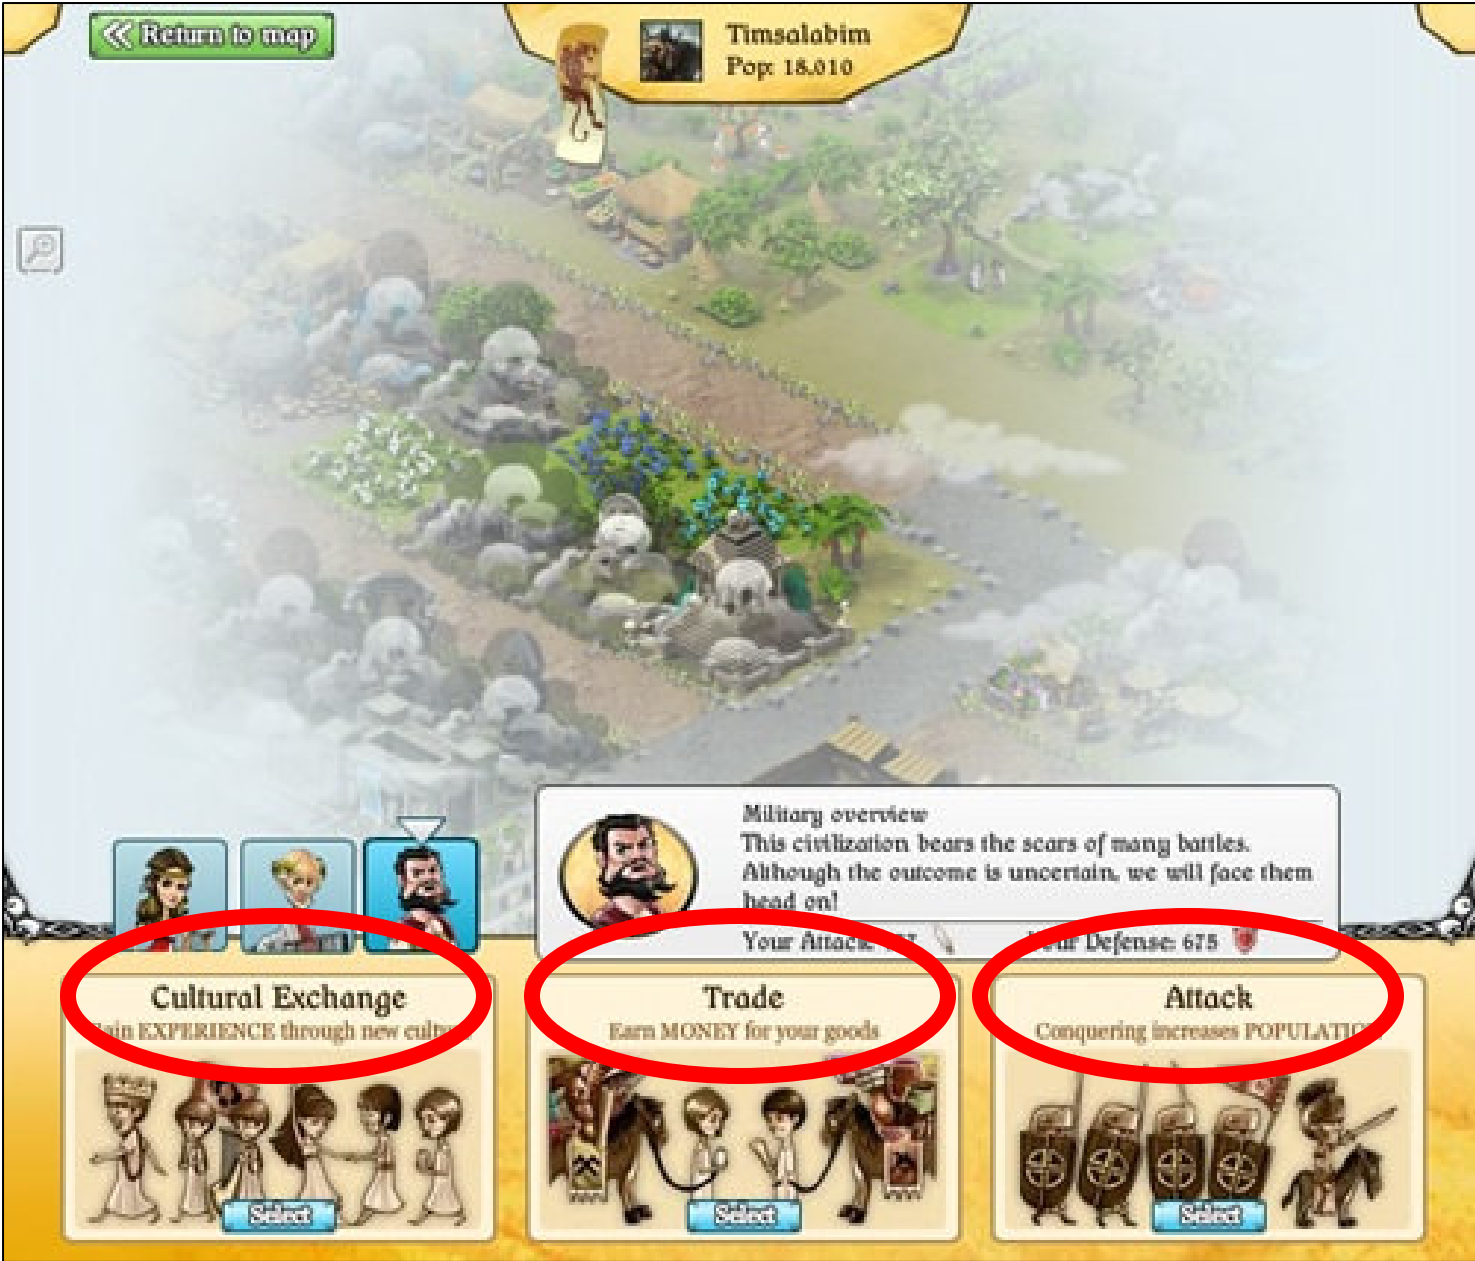 Return to map
Timsalabim
Pop: 18.010
Military overview
This civilization bears the scars of many battles.
Although the outcome is uncertain, we will face them
head on!
Your Attack:
Defense: 675
Cultural Exchange
EXPERIENCE through new
Trade
Earn MONEY for your goods
Attack
Conquering increases
Select
Select
Select